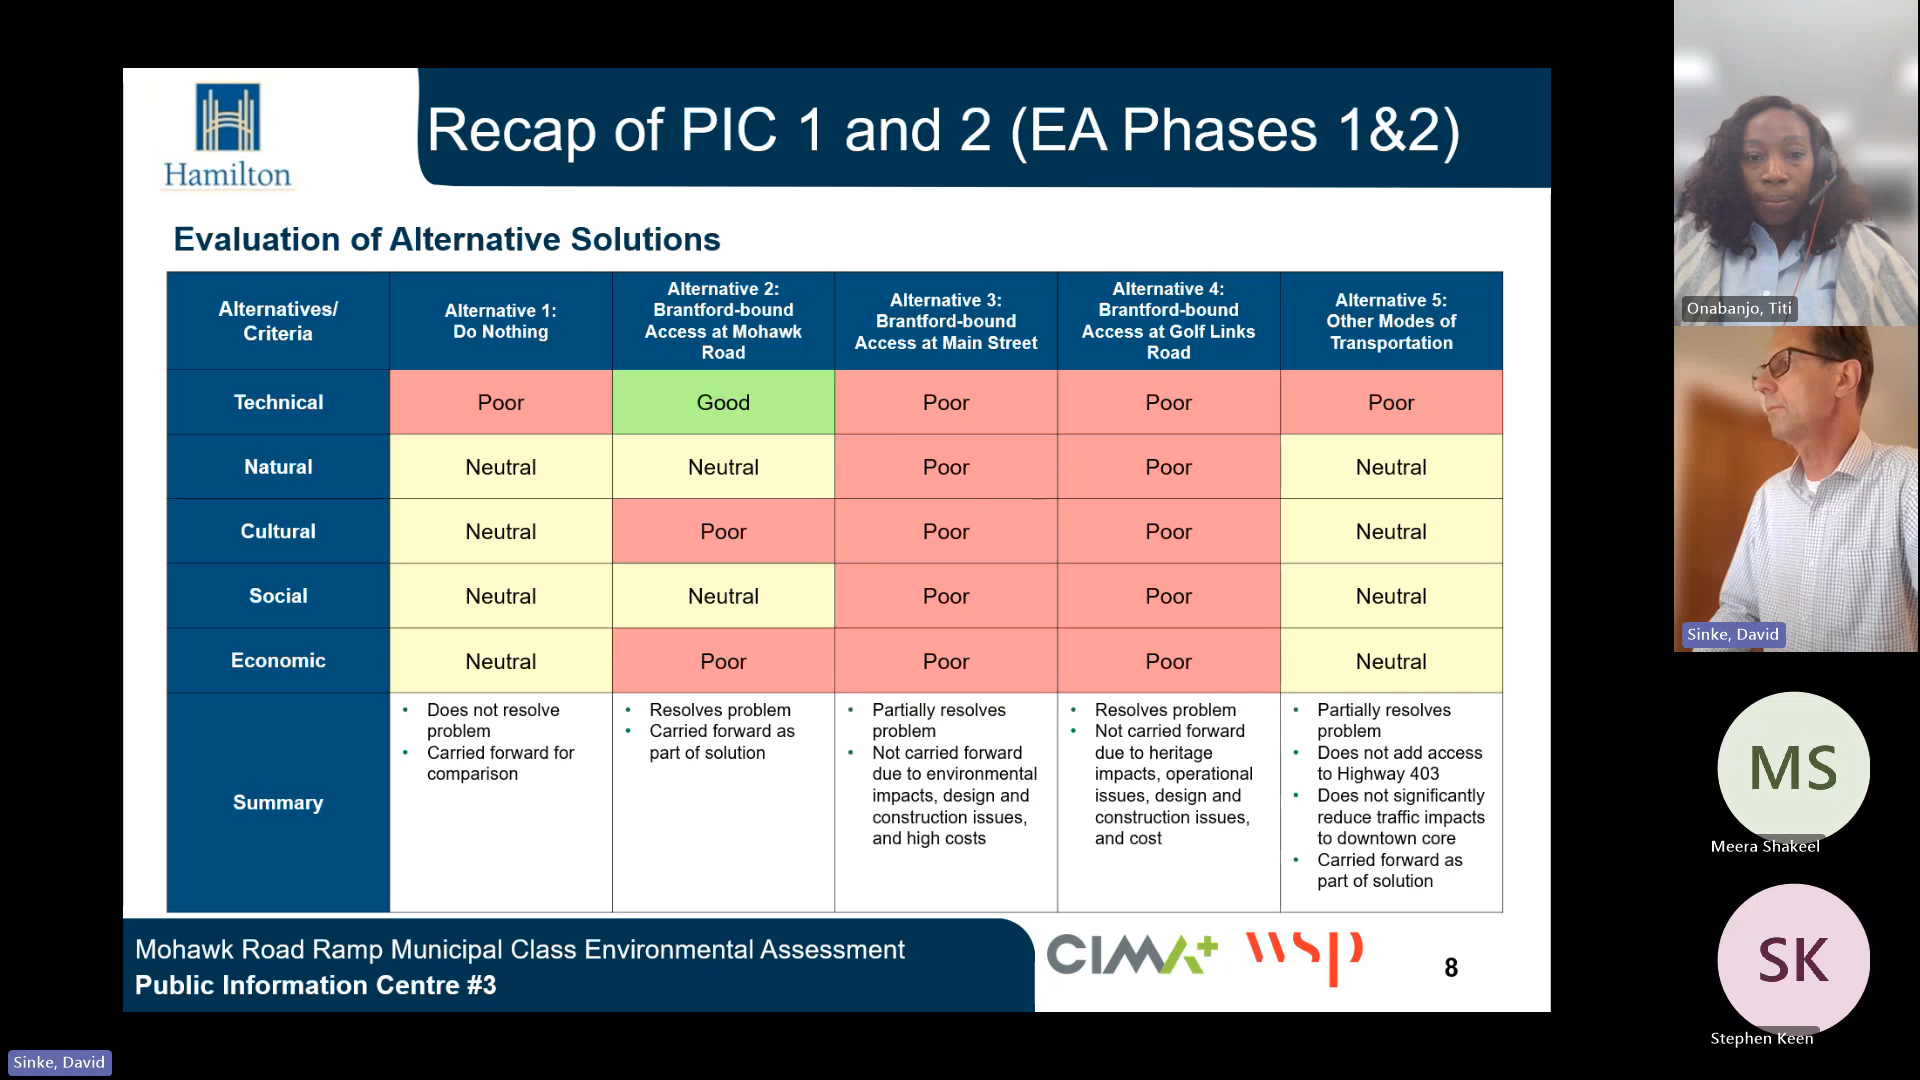 Hamilton
Recap of PIC 1 and 2 (EA Phases 1&2)
Evaluation of Alternative Solutions
Alternatives/
Criteria
Alternative 1:
Do Nothing
Alternative 2:
Brantford-bound
Access at Mohawk
Road
Alternative 3:
Brantford-bound
Access at Main Street
Alternative 4:
Brantford-bound
Access at Golf Links
Road
Alternative 5:
Other Modes of
Transportation
Technical
Poor
Good
Poor
Poor
Poor
Natural
Neutral
Neutral
Poor
Poor
Neutral
Cultural
Neutral
Poor
Poor
Poor
Neutral
Social
Neutral
Neutral
Poor
Poor
Neutral
Economic
Neutral
Poor
Poor
Poor
Neutral
Summary
• Does not resolve
problem
• Carried forward for
comparison
• Resolves problem
• Carried forward as
part of solution
• Partially resolves
problem
• Not carried forward
due to environmental
impacts, design and
construction issues,
and high costs
• Resolves problem
• Not carried forward
due to heritage
impacts, operational
issues, design and
construction issues,
and cost
• Partially resolves
problem
• Does not add access
to Highway 403
• Does not significantly
reduce traffic impacts
to downtown core
• Carried forward as
part of solution
Mohawk Road Ramp Municipal Class Environmental Assessment
Public Information Centre #3
CIMA+
wsp
8
Onabanjo, Titi
Sinke, David
MS
Meera Shakeel
SK
Stephen Keen
Sinke, David